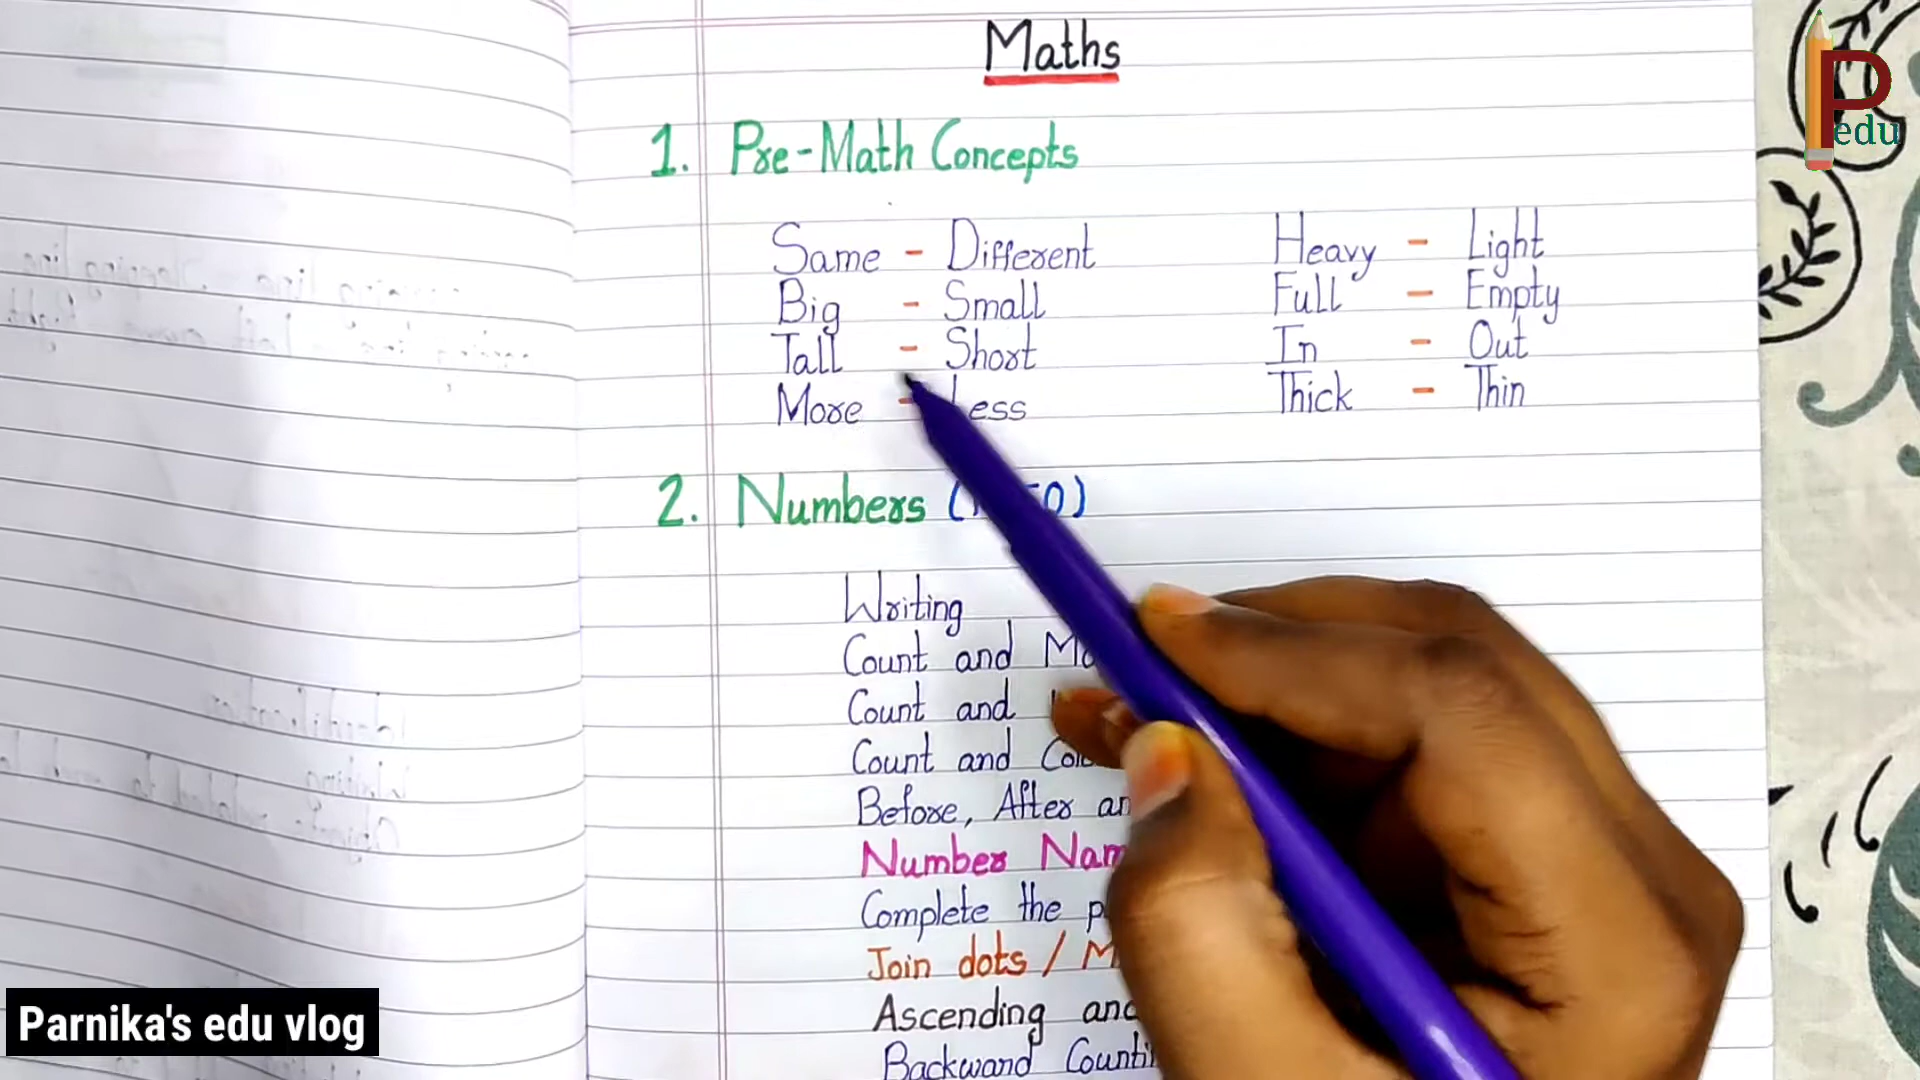 Maths
1. Pre-Math Concepts
Same - Different
Big - Small
Tall - Short
More - Less
Heavy - Light
Full - Empty
In - Out
Thick - Thin
2. Numbers
Writing
Count and
Count and
Count and
Before, After
Number
Complete the
Join dots /
Ascending
Backward
P
edu
Parnika's edu vlog